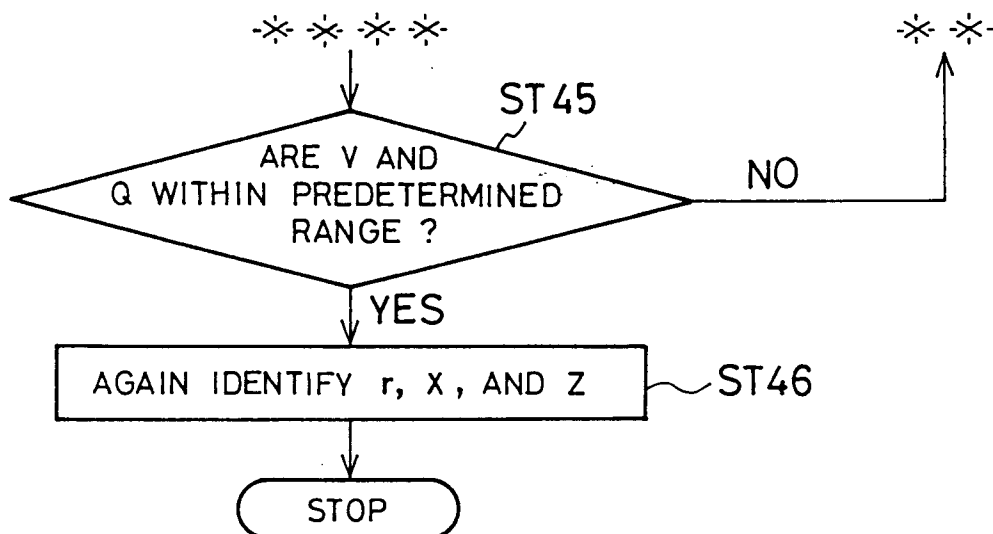 * * * *
* *
ST45
ARE V AND
Q WITHIN PREDETERMINED
RANGE ?
NO
YES
AGAIN IDENTIFY r, X, AND Z
ST46
STOP